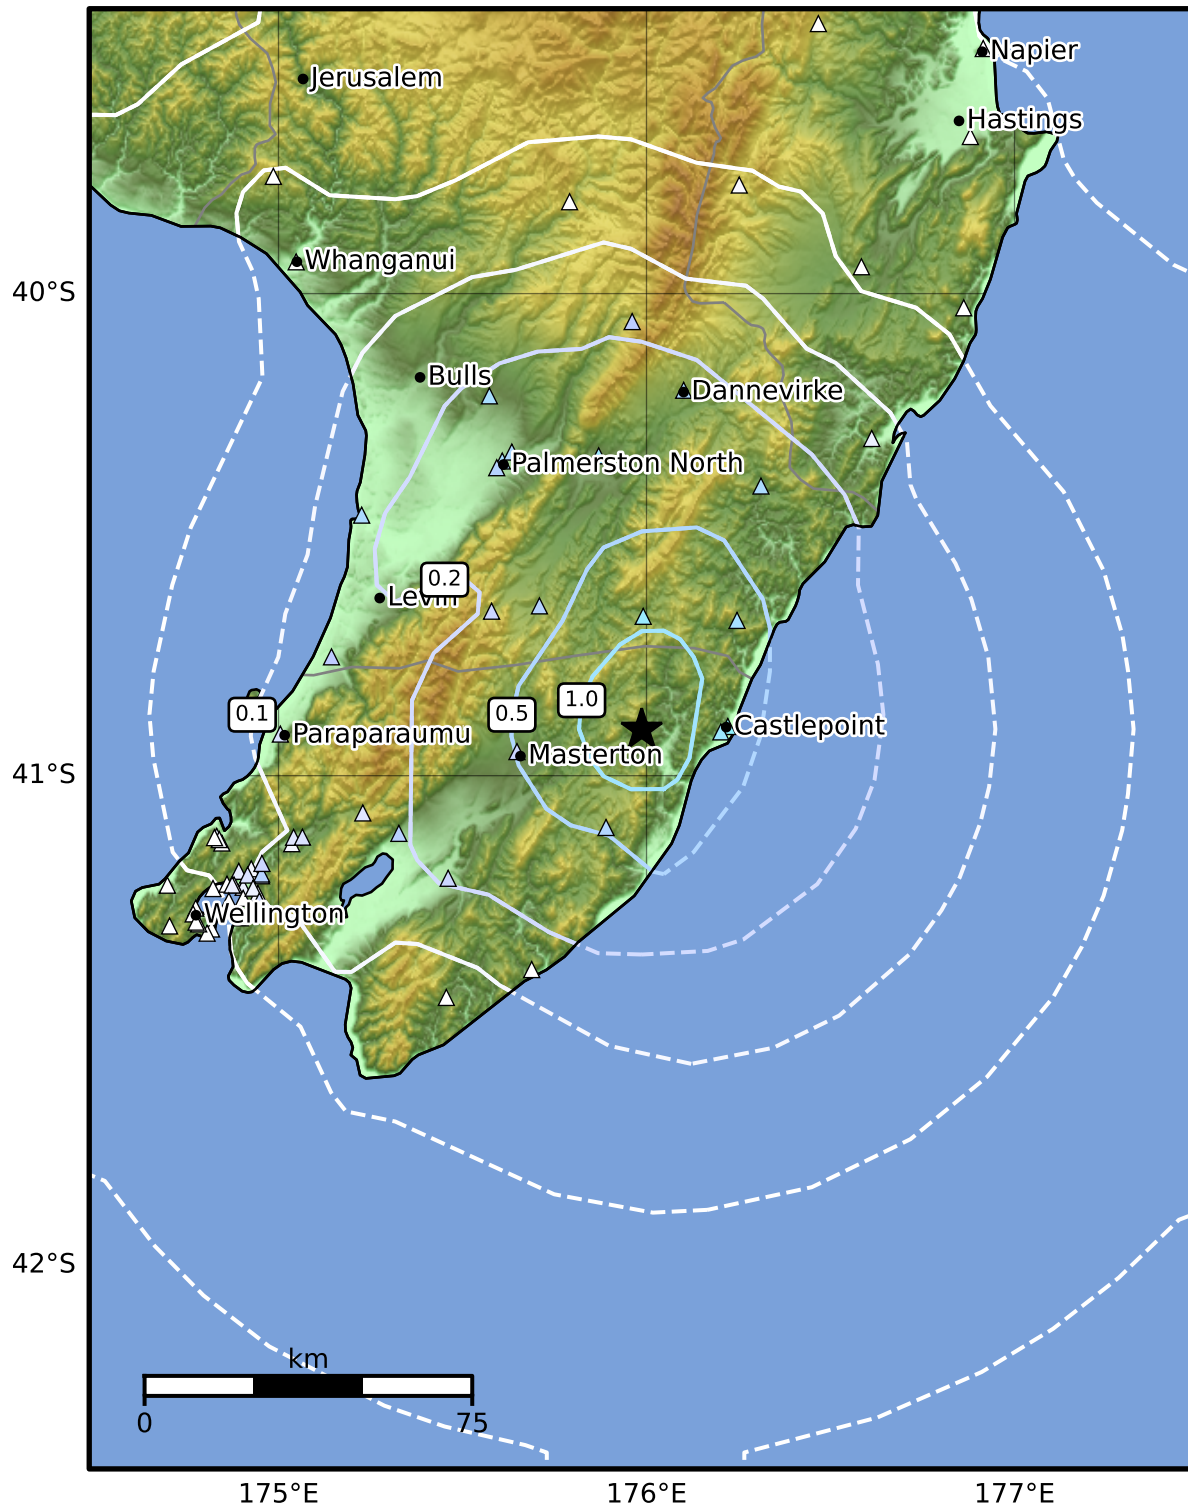 Napier
Jerusalem
Hastings
Whanganui
40°S
Bulls
Dannevirke
Palmerston North
0.2
Levin
1.0
0.1
0.5
Castlepoint
Paraparaumu
Masterton
41°S
Wellington
42°S
km
0
75
175°E
176°E
177°E